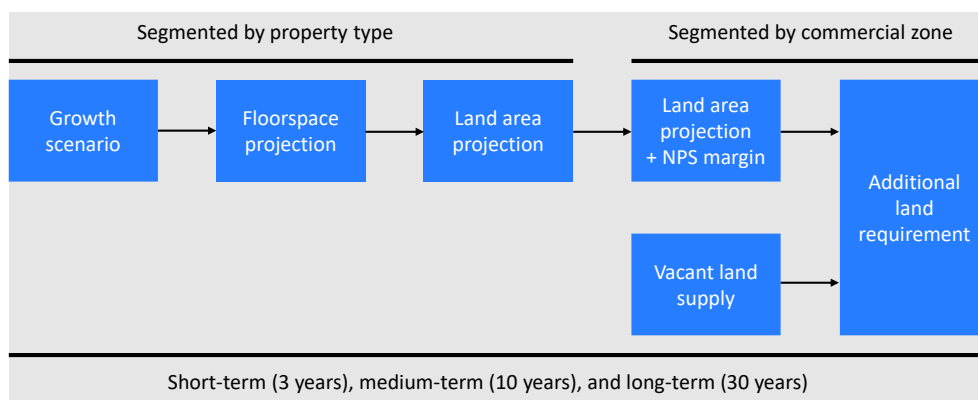 Segmented by property type
Segmented by commercial zone
Growth
scenario
Floorspace
projection
Land area
projection
Land area
projection
+ NPS margin
Additional
land
requirement
Vacant land
supply
Short-term (3 years), medium-term (10 years), and long-term (30 years)